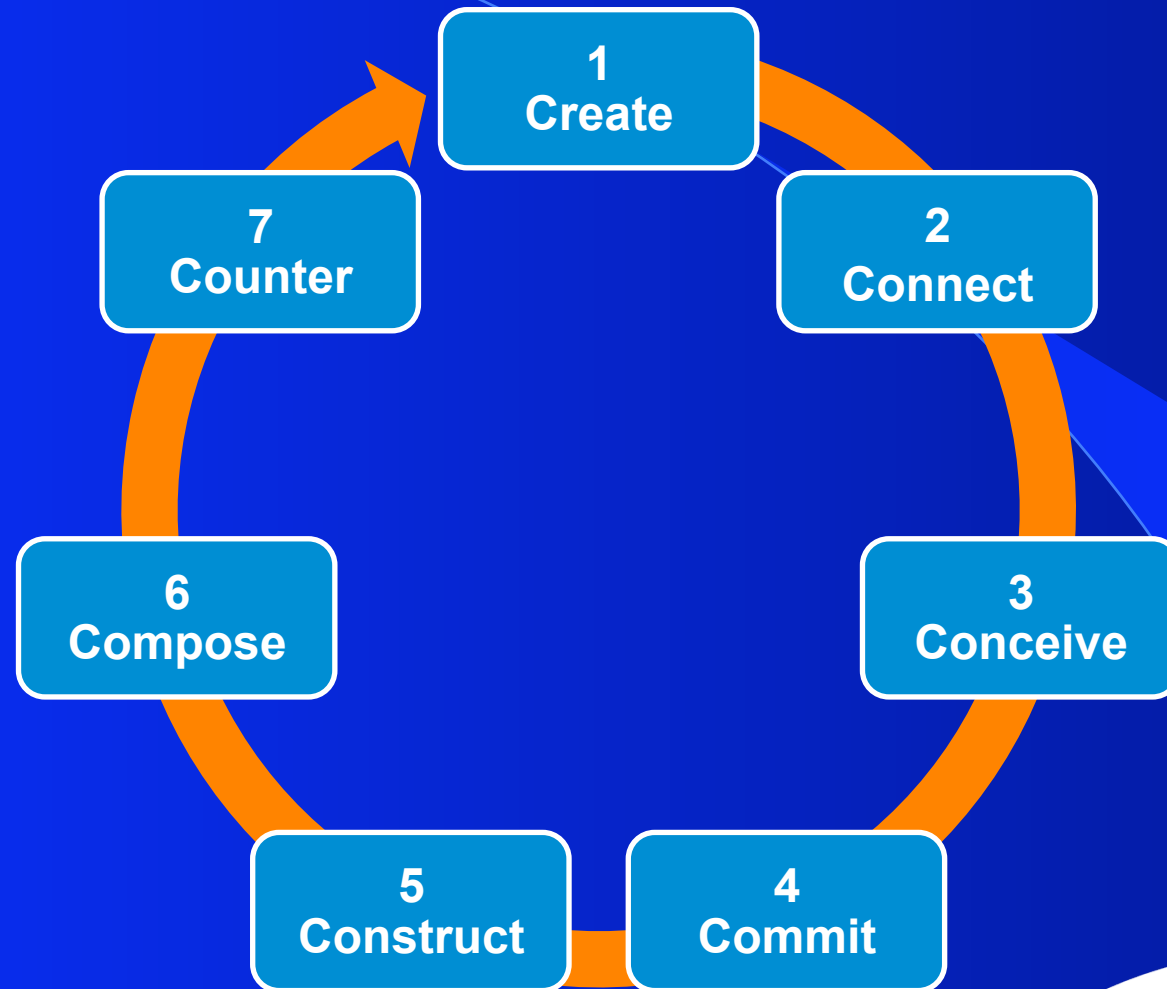 1
Create
2
Connect
3
Conceive
4
Commit
5
Construct
6
Compose
7
Counter